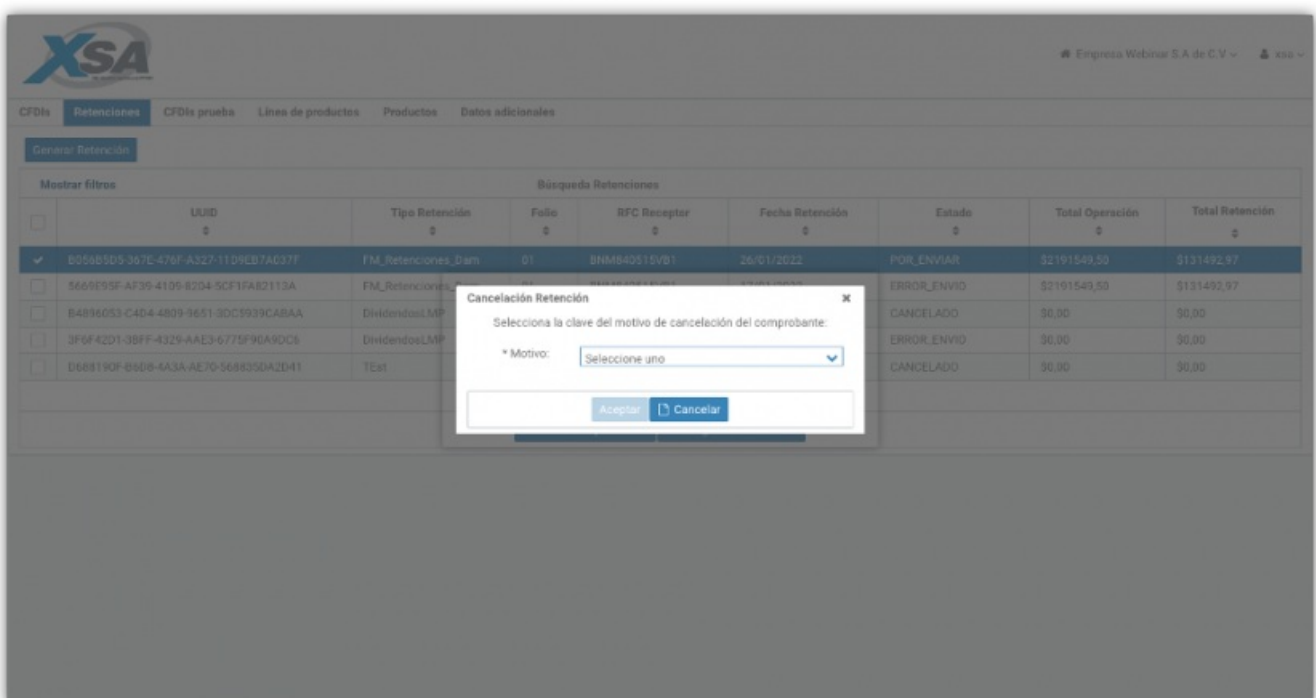 XSA
Empresa Webinar S.A de C.V xsa
CFDIs Retenciones CFDIs prueba Línea de productos Productos Datos adicionales
Generar Retención
Mostrar filtros Búsqueda Retenciones
UUID Tipo Retención Folio RFC Receptor Fecha Retención Estado Total Operación Total Retención
B056B5D5-367E-476F-A327-11D9EB7A037F FM_Retenciones_Dam 01 BNM840515VB1 26/01/2022 POR_ENVIAR $2191549,50 $131492,97
5669E95F-AF39-4109-8204-5CF1FA82113A FM_Retenciones ERROR_ENVIO $2191549,50 $131492,97
B4896053-C4D4-4809-9651-3DC5939CABAA DividendosLMP CANCELADO $0,00 $0,00
3F6F42D1-3BFF-4329-AAE3-6775F90A9DC6 DividendosLMP ERROR_ENVIO $0,00 $0,00
D688190F-B6D8-4A3A-AE70-568835DA2D41 TEst CANCELADO $0,00 $0,00
Cancelación Retención
Selecciona la clave del motivo de cancelación del comprobante:
* Motivo: Seleccione uno
Aceptar Cancelar